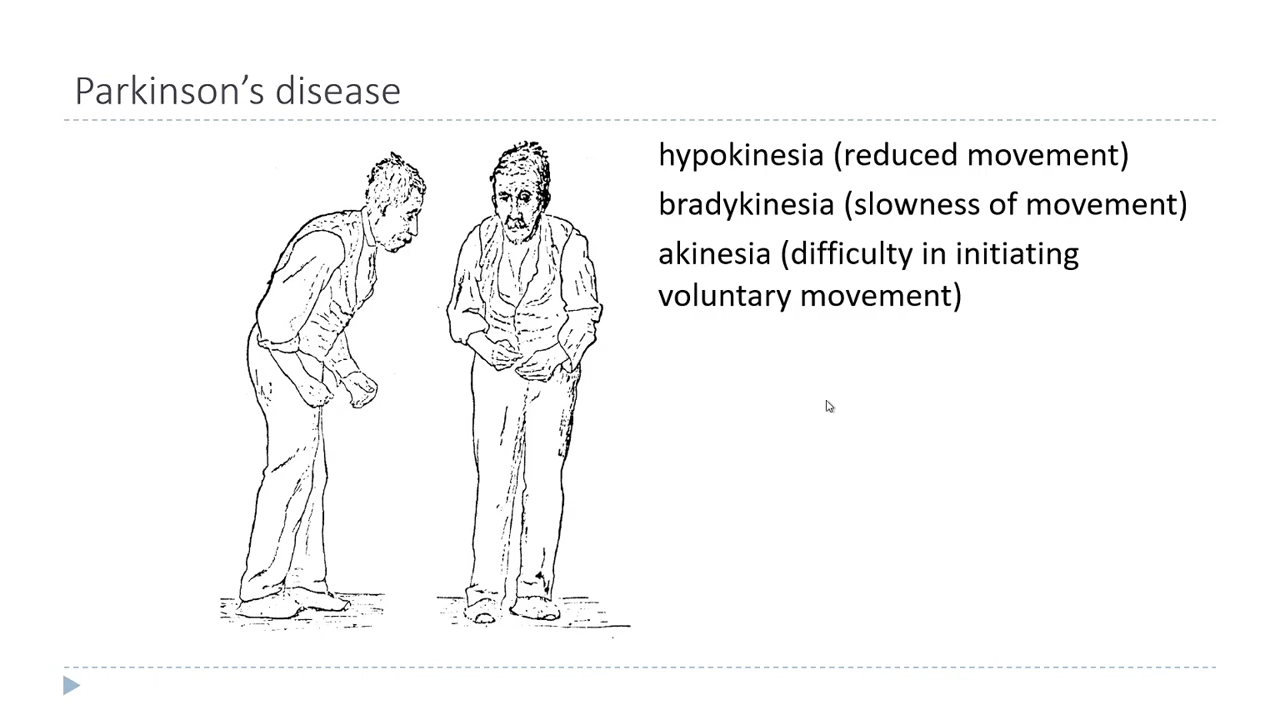 Parkinson’s disease
hypokinesia (reduced movement)
bradykinesia (slowness of movement)
akinesia (difficulty in initiating
voluntary movement)